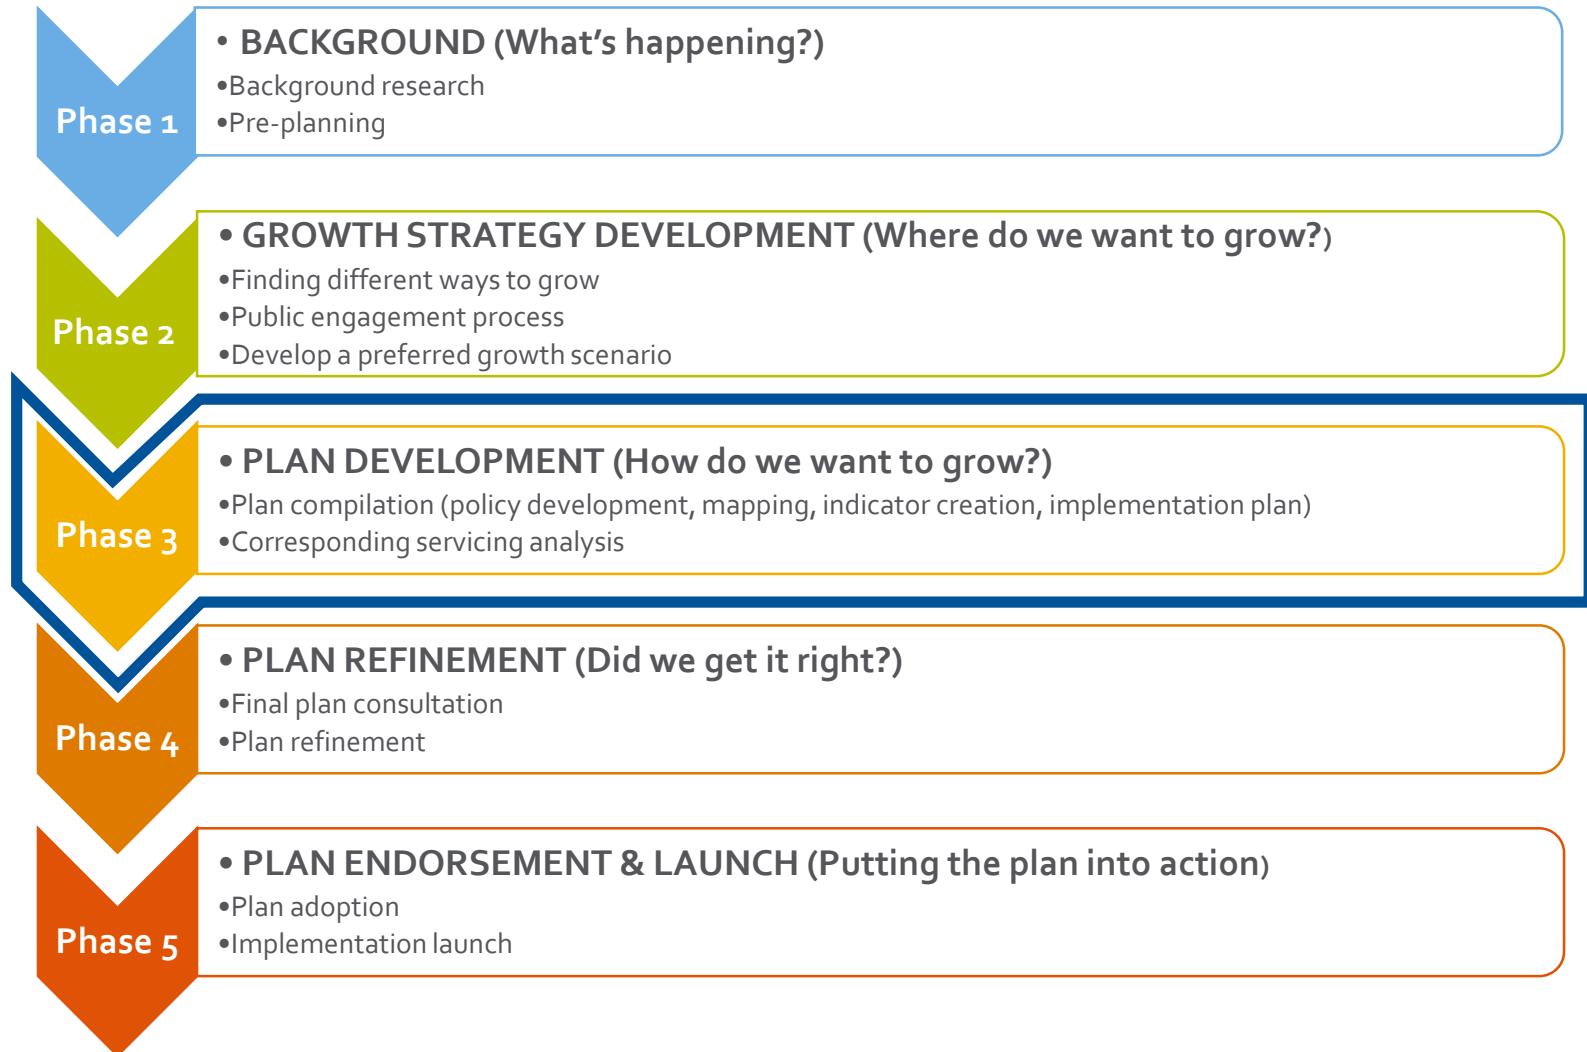 • BACKGROUND (What's happening?)
•Background research
Phase 1
•Pre-planning
• GROWTH STRATEGY DEVELOPMENT (Where do we want to grow?)
•Finding different ways to grow
•Public engagement process
Phase 2
•Develop a preferred growth scenario
• PLAN DEVELOPMENT (How do we want to grow?)
•Plan compilation (policy development, mapping, indicator creation, implementation plan)
Phase 3
•Corresponding servicing analysis
• PLAN REFINEMENT (Did we get it right?)
•Final plan consultation
Phase 4
•Plan refinement
• PLAN ENDORSEMENT & LAUNCH (Putting the plan into action)
•Plan adoption
Phase 5
•Implementation launch